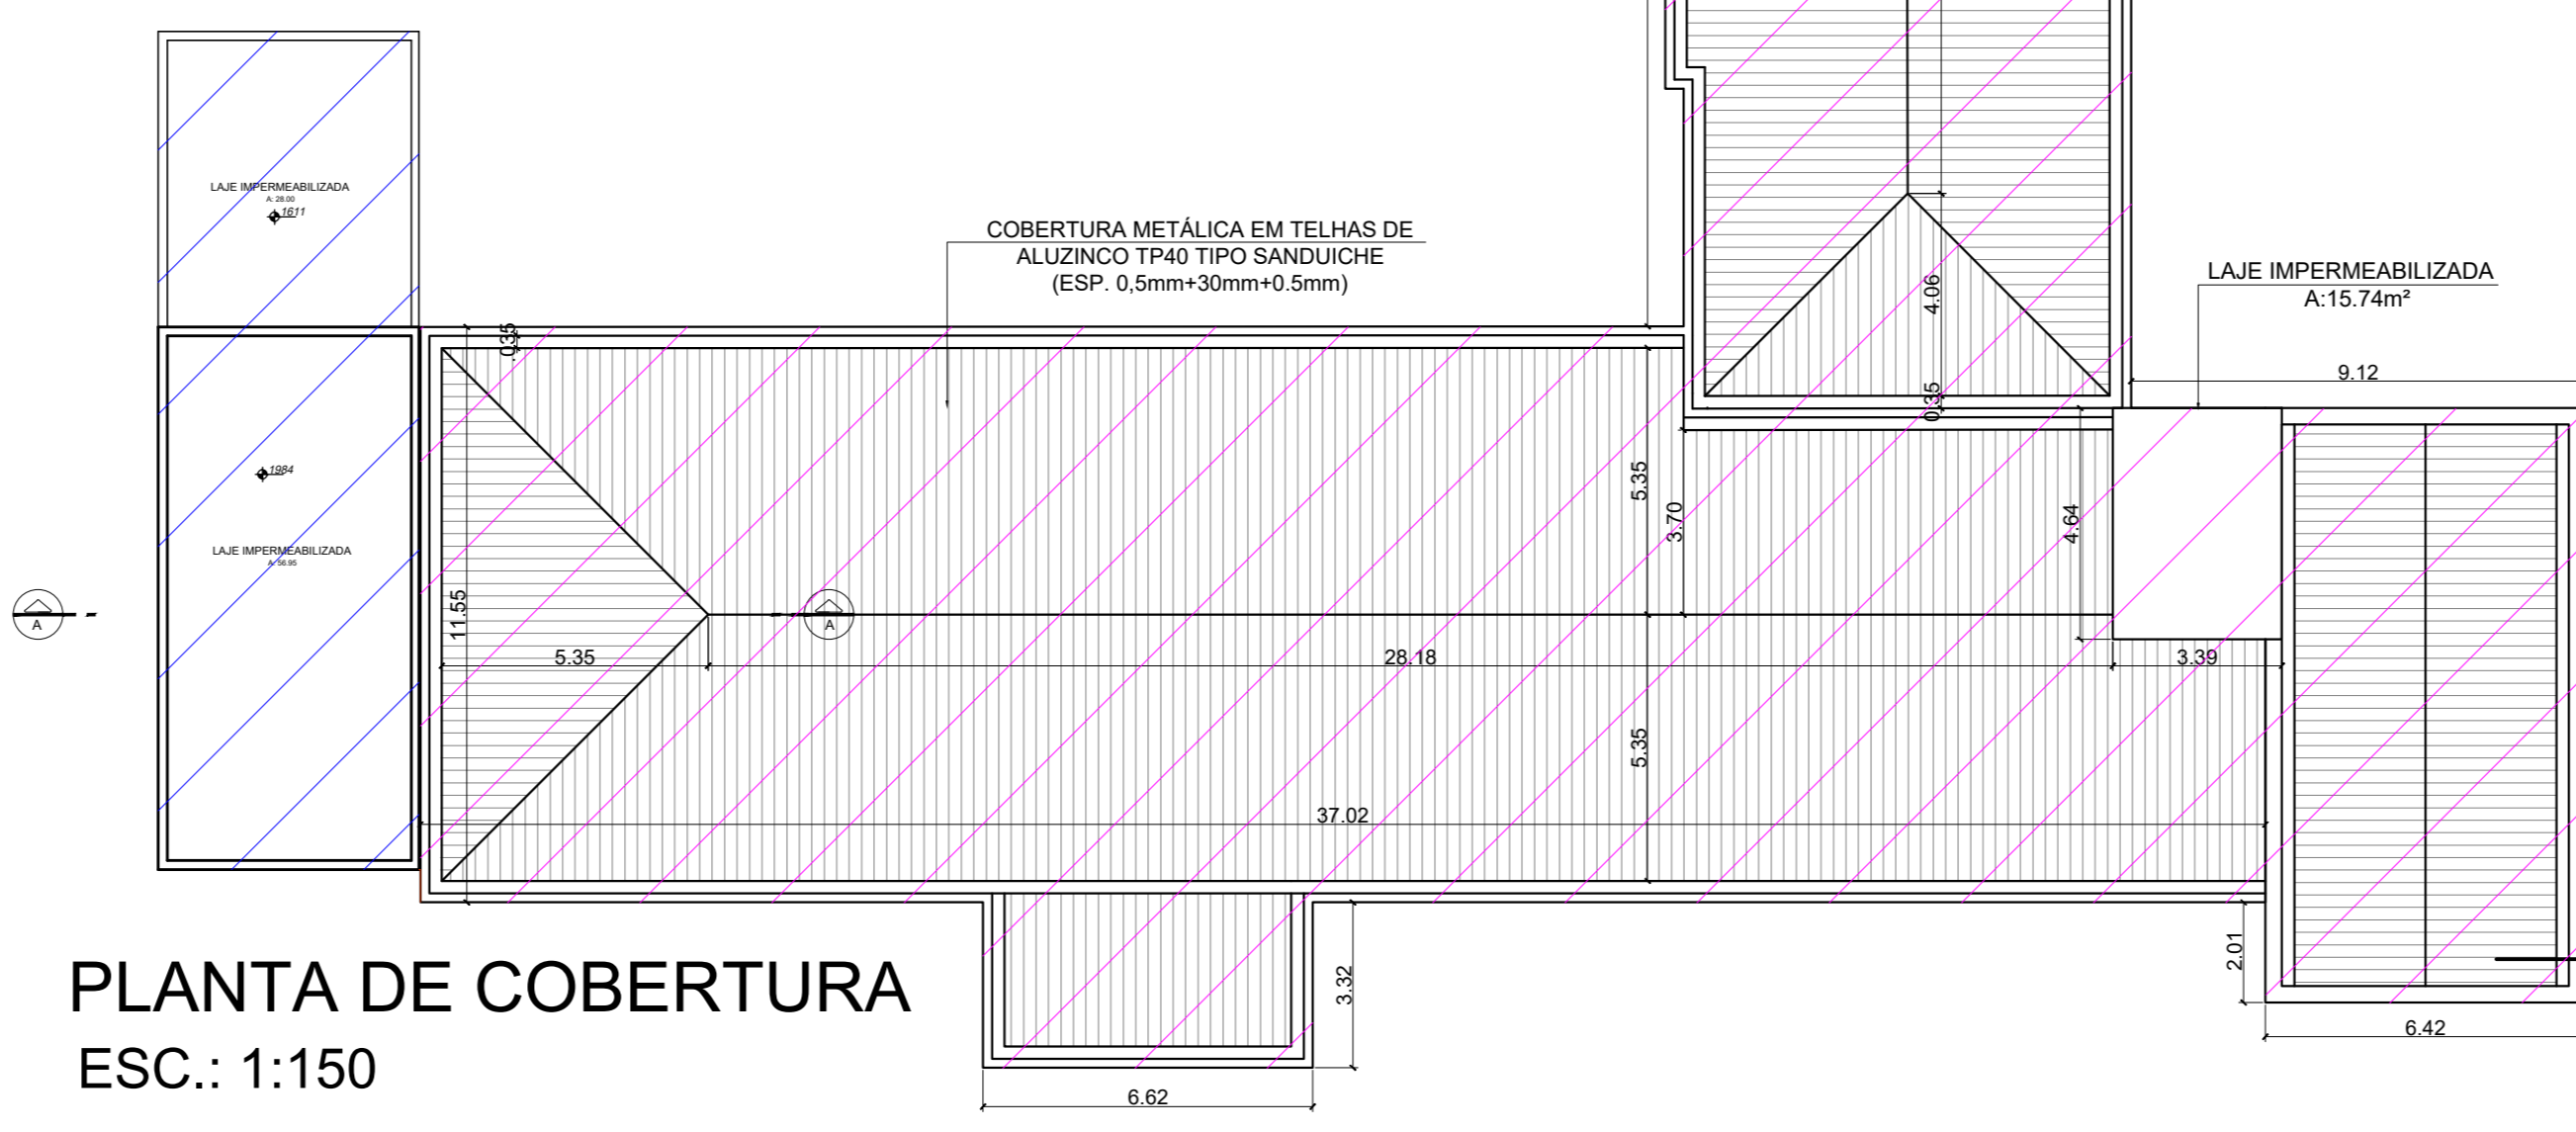 LAJE IMPERMEABILIZADA
A: 28.00
1611
COBERTURA METÁLICA EM TELHAS DE
ALUZINCO TP40 TIPO SANDUICHE
(ESP. 0,5mm+30mm+0.5mm)
4.06
LAJE IMPERMEABILIZADA
A:15.74m²
.035
9.12
0.35
1984
5.35
3.70
4.64
LAJE IMPERMEABILIZADA
A: 56.95
A
A
11.55
5.35
28.18
3.39
5.35
37.02
2.01
3.32
PLANTA DE COBERTURA
ESC.: 1:150
6.42
6.62